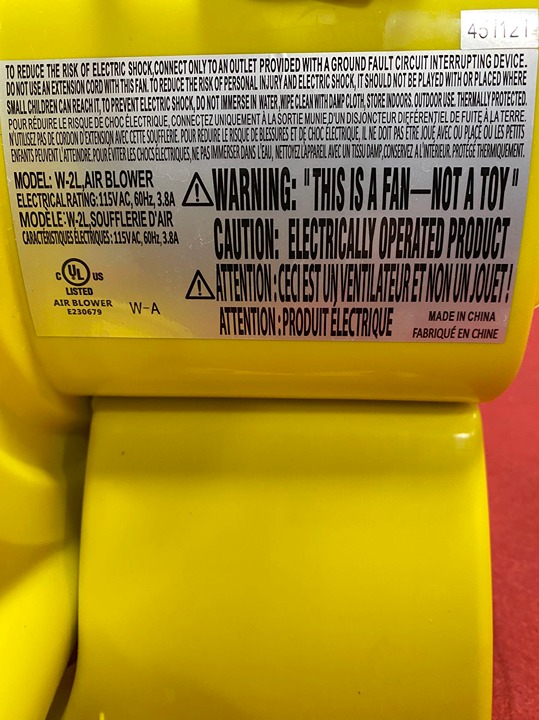 451121
TO REDUCE THE RISK OF ELECTRIC SHOCK,CONNECT ONLY TO AN OUTLET PROVIDED WITH A GROUND FAULT CIRCUIT INTERRUPTING DEVICE.
DO NOT USE AN EXTENSION CORD WITH THIS FAN. TO REDUCE THE RISK OF PERSONAL INJURY AND ELECTRIC SHOCK, IT SHOULD NOT BE PLAYED WITH OR PLACED WHERE
SMALL CHILDREN CAN REACH IT, TO PREVENT ELECTRIC SHOCK, DO NOT IMMERSE IN WATER, WIPE CLEAN WITH DAMP CLOTH, STORE INDOORS. OUTDOOR USE. THERMALLY PROTECTED.
POUR RÉDUIRE LE RISQUE DE CHOC ÉLECTRIQUE, CONNECTEZ UNIQUEMENT À LA SORTIE MUNIE,D'UN DISJONCTEUR DIFFÉRENTIEL DE FUITE À LA TERRE.
N'UTILISEZ PAS DE CORDON D'EXTENSION AVEC CETTE SOUFFLERIE. POUR REDUIRE LE RISQUE DE BLESSURES ET DE CHOC ELECTRIQUE, IL NE DOIT PAS ÊTRE JOUE AVEC OU PLACE OU LES PETITS
ENFANTS PEUVENT L'ATTEINDRE. POUR ÉVITER LES CHOCS ÉLECTRIQUES, NE PAS IMMERSER DANS L'EAU, NETTOYEZ L'APPAREIL AVEC UN TISSU DAMP,CONSERVEZ A L'INTERIEUR. PROTÉGÉ THERMIQUEMENT.
MODEL: W-2L,AIR BLOWER
ELECTRICAL RATING: 115V AC, 60Hz, 3.8A
MODÈLE: W-2L,SOUFFLERIE D'AIR
CARACTÉRISTIQUES ÉLECTRIQUES : 115V AC, 60Hz, 3.8A
WARNING: "THIS IS A FAN—NOT A TOY"
CAUTION: ELECTRICALLY OPERATED PRODUCT
ATTENTION : CECI EST UN VENTILATEUR ET NON UN JOUET!
ATTENTION : PRODUIT ÉLECTRIQUE
C UL US
LISTED
AIR BLOWER
E230679
W-A
MADE IN CHINA
FABRIQUÉ EN CHINE